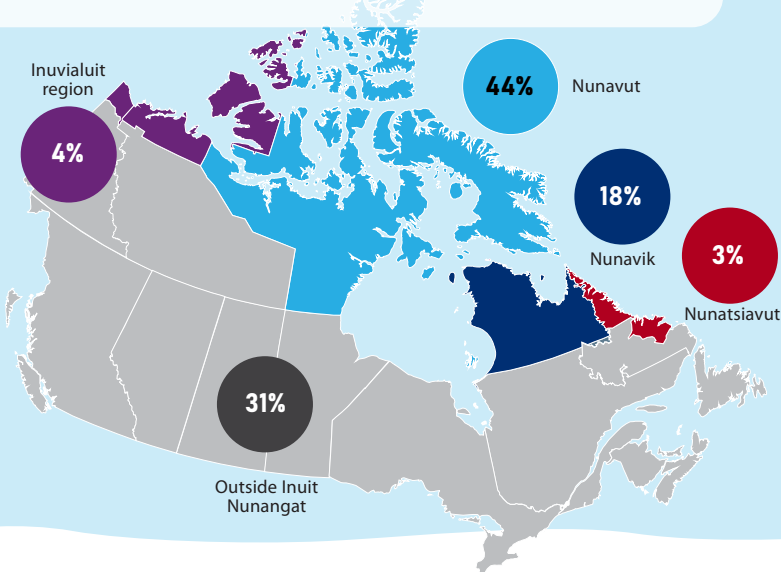 Inuvialuit
region
4%
44%
Nunavut
18%
Nunavik
3%
Nunatsiavut
31%
Outside Inuit
Nunangat